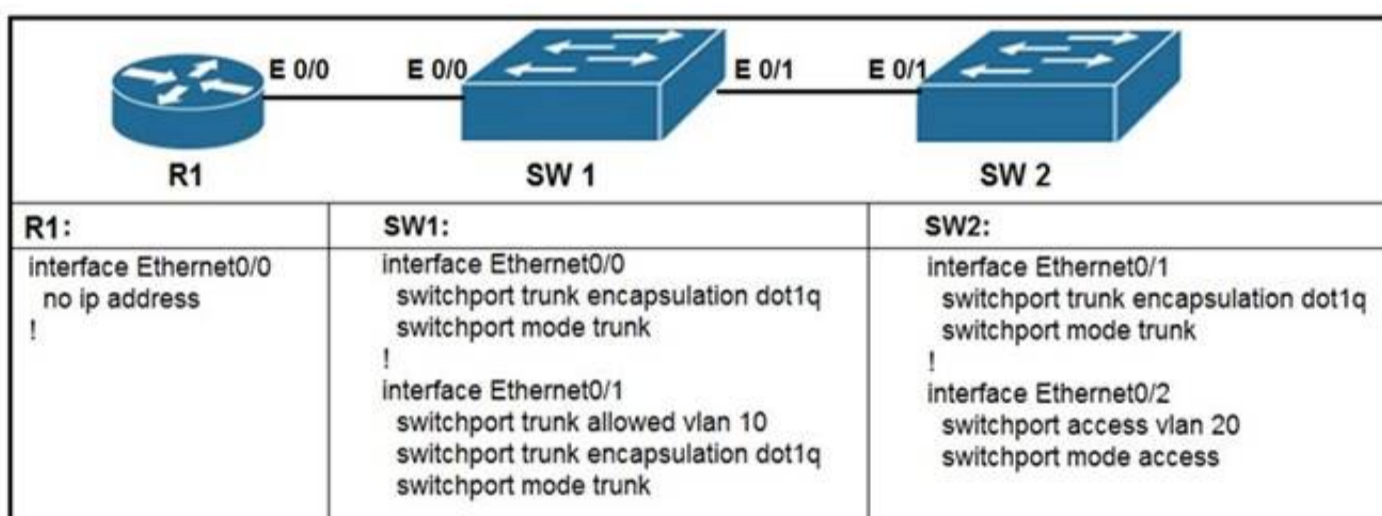 E 0/0
E 0/0
E 0/1
E 0/1
R1
SW 1
SW 2
R1:
interface Ethernet0/0
no ip address
!
SW1:
interface Ethernet0/0
switchport trunk encapsulation dot1q
switchport mode trunk
!
interface Ethernet0/1
switchport trunk allowed vlan 10
switchport trunk encapsulation dot1q
switchport mode trunk
SW2:
interface Ethernet0/1
switchport trunk encapsulation dot1q
switchport mode trunk
!
interface Ethernet0/2
switchport access vlan 20
switchport mode access